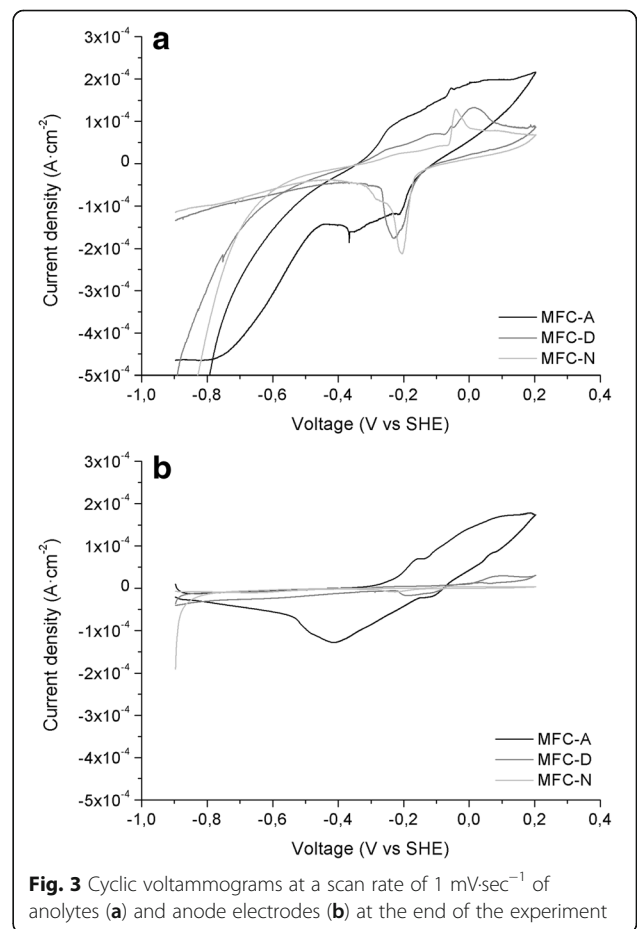 a
3x10⁻⁴
2x10⁻⁴
1x10⁻⁴
0
-1x10⁻⁴
-2x10⁻⁴
-3x10⁻⁴
-4x10⁻⁴
-5x10⁻⁴
Current density (A·cm⁻²)
MFC-A
MFC-D
MFC-N
-1,0 -0,8 -0,6 -0,4 -0,2 0,0 0,2 0,4
Voltage (V vs SHE)
b
3x10⁻⁴
2x10⁻⁴
1x10⁻⁴
0
-1x10⁻⁴
-2x10⁻⁴
-3x10⁻⁴
-4x10⁻⁴
-5x10⁻⁴
Current density (A·cm⁻²)
MFC-A
MFC-D
MFC-N
-1,0 -0,8 -0,6 -0,4 -0,2 0,0 0,2 0,4
Voltage (V vs SHE)
Fig. 3 Cyclic voltammograms at a scan rate of 1 mV·sec⁻¹ of
anolytes (a) and anode electrodes (b) at the end of the experiment